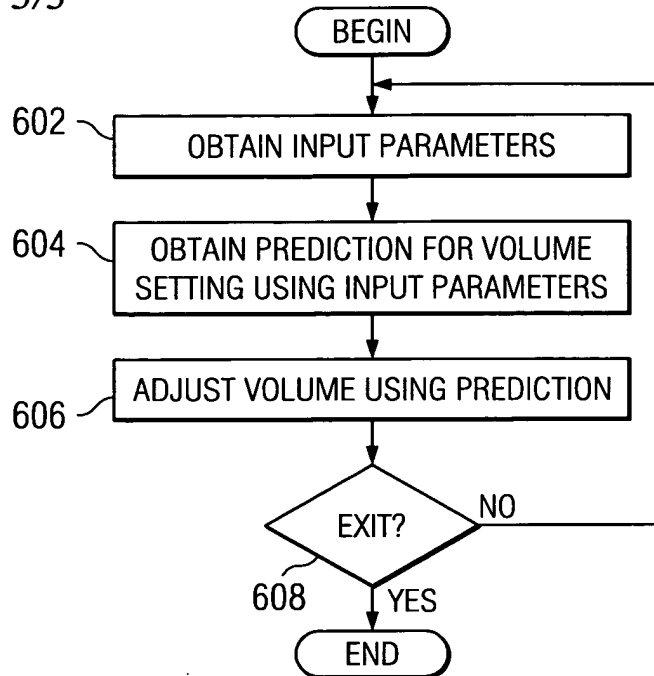 BEGIN
602
OBTAIN INPUT PARAMETERS
604
OBTAIN PREDICTION FOR VOLUME
SETTING USING INPUT PARAMETERS
606
ADJUST VOLUME USING PREDICTION
EXIT?
NO
608
YES
END